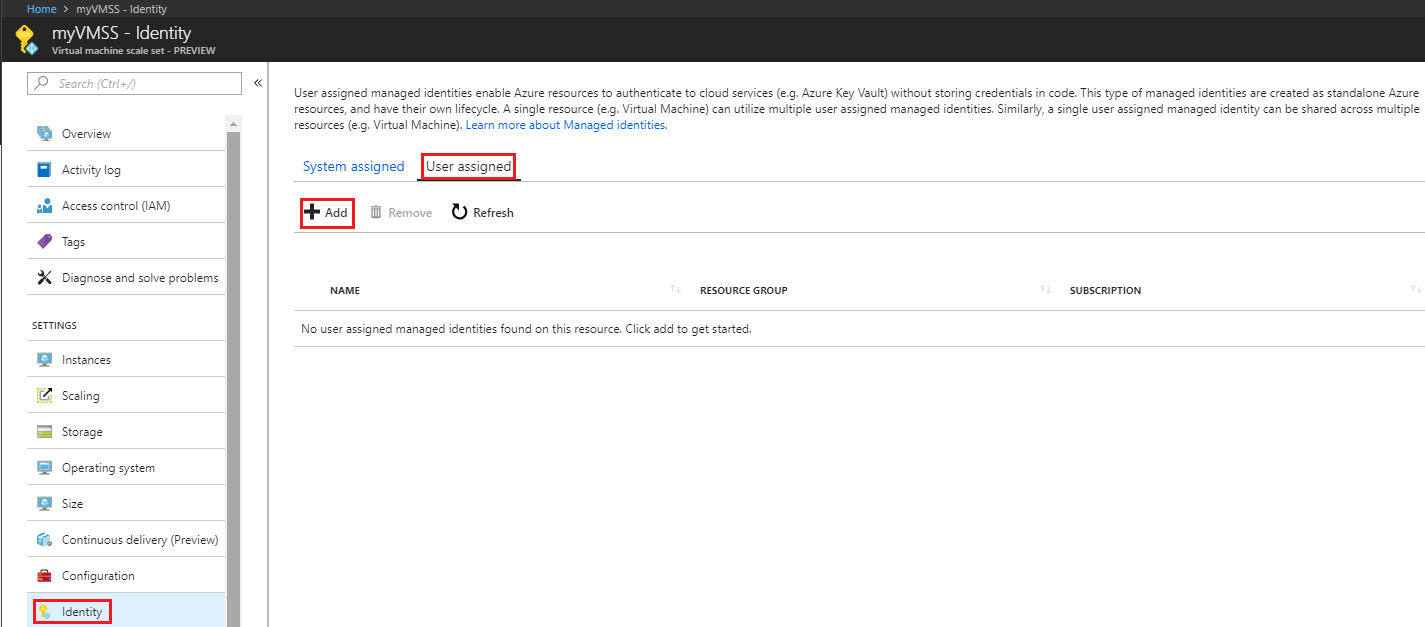 Home > myVMSS - Identity
myVMSS - Identity
Virtual machine scale set - PREVIEW
Search (Ctrl+/)
«
Overview
Activity log
Access control (IAM)
Tags
Diagnose and solve problems
SETTINGS
Instances
Scaling
Storage
Operating system
Size
Continuous delivery (Preview)
Configuration
Identity
User assigned managed identities enable Azure resources to authenticate to cloud services (e.g. Azure Key Vault) without storing credentials in code. This type of managed identities are created as standalone Azure
resources, and have their own lifecycle. A single resource (e.g. Virtual Machine) can utilize multiple user assigned managed identities. Similarly, a single user assigned managed identity can be shared across multiple
resources (e.g. Virtual Machine). Learn more about Managed identities.
System assigned User assigned
Add Remove Refresh
NAME RESOURCE GROUP SUBSCRIPTION
No user assigned managed identities found on this resource. Click add to get started.